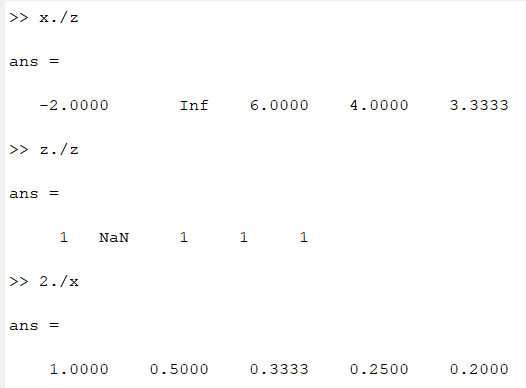 >> x./z
ans =
-2.0000 Inf 6.0000 4.0000 3.3333
>> z./z
ans =
1 NaN 1 1 1
>> 2./x
ans =
1.0000 0.5000 0.3333 0.2500 0.2000